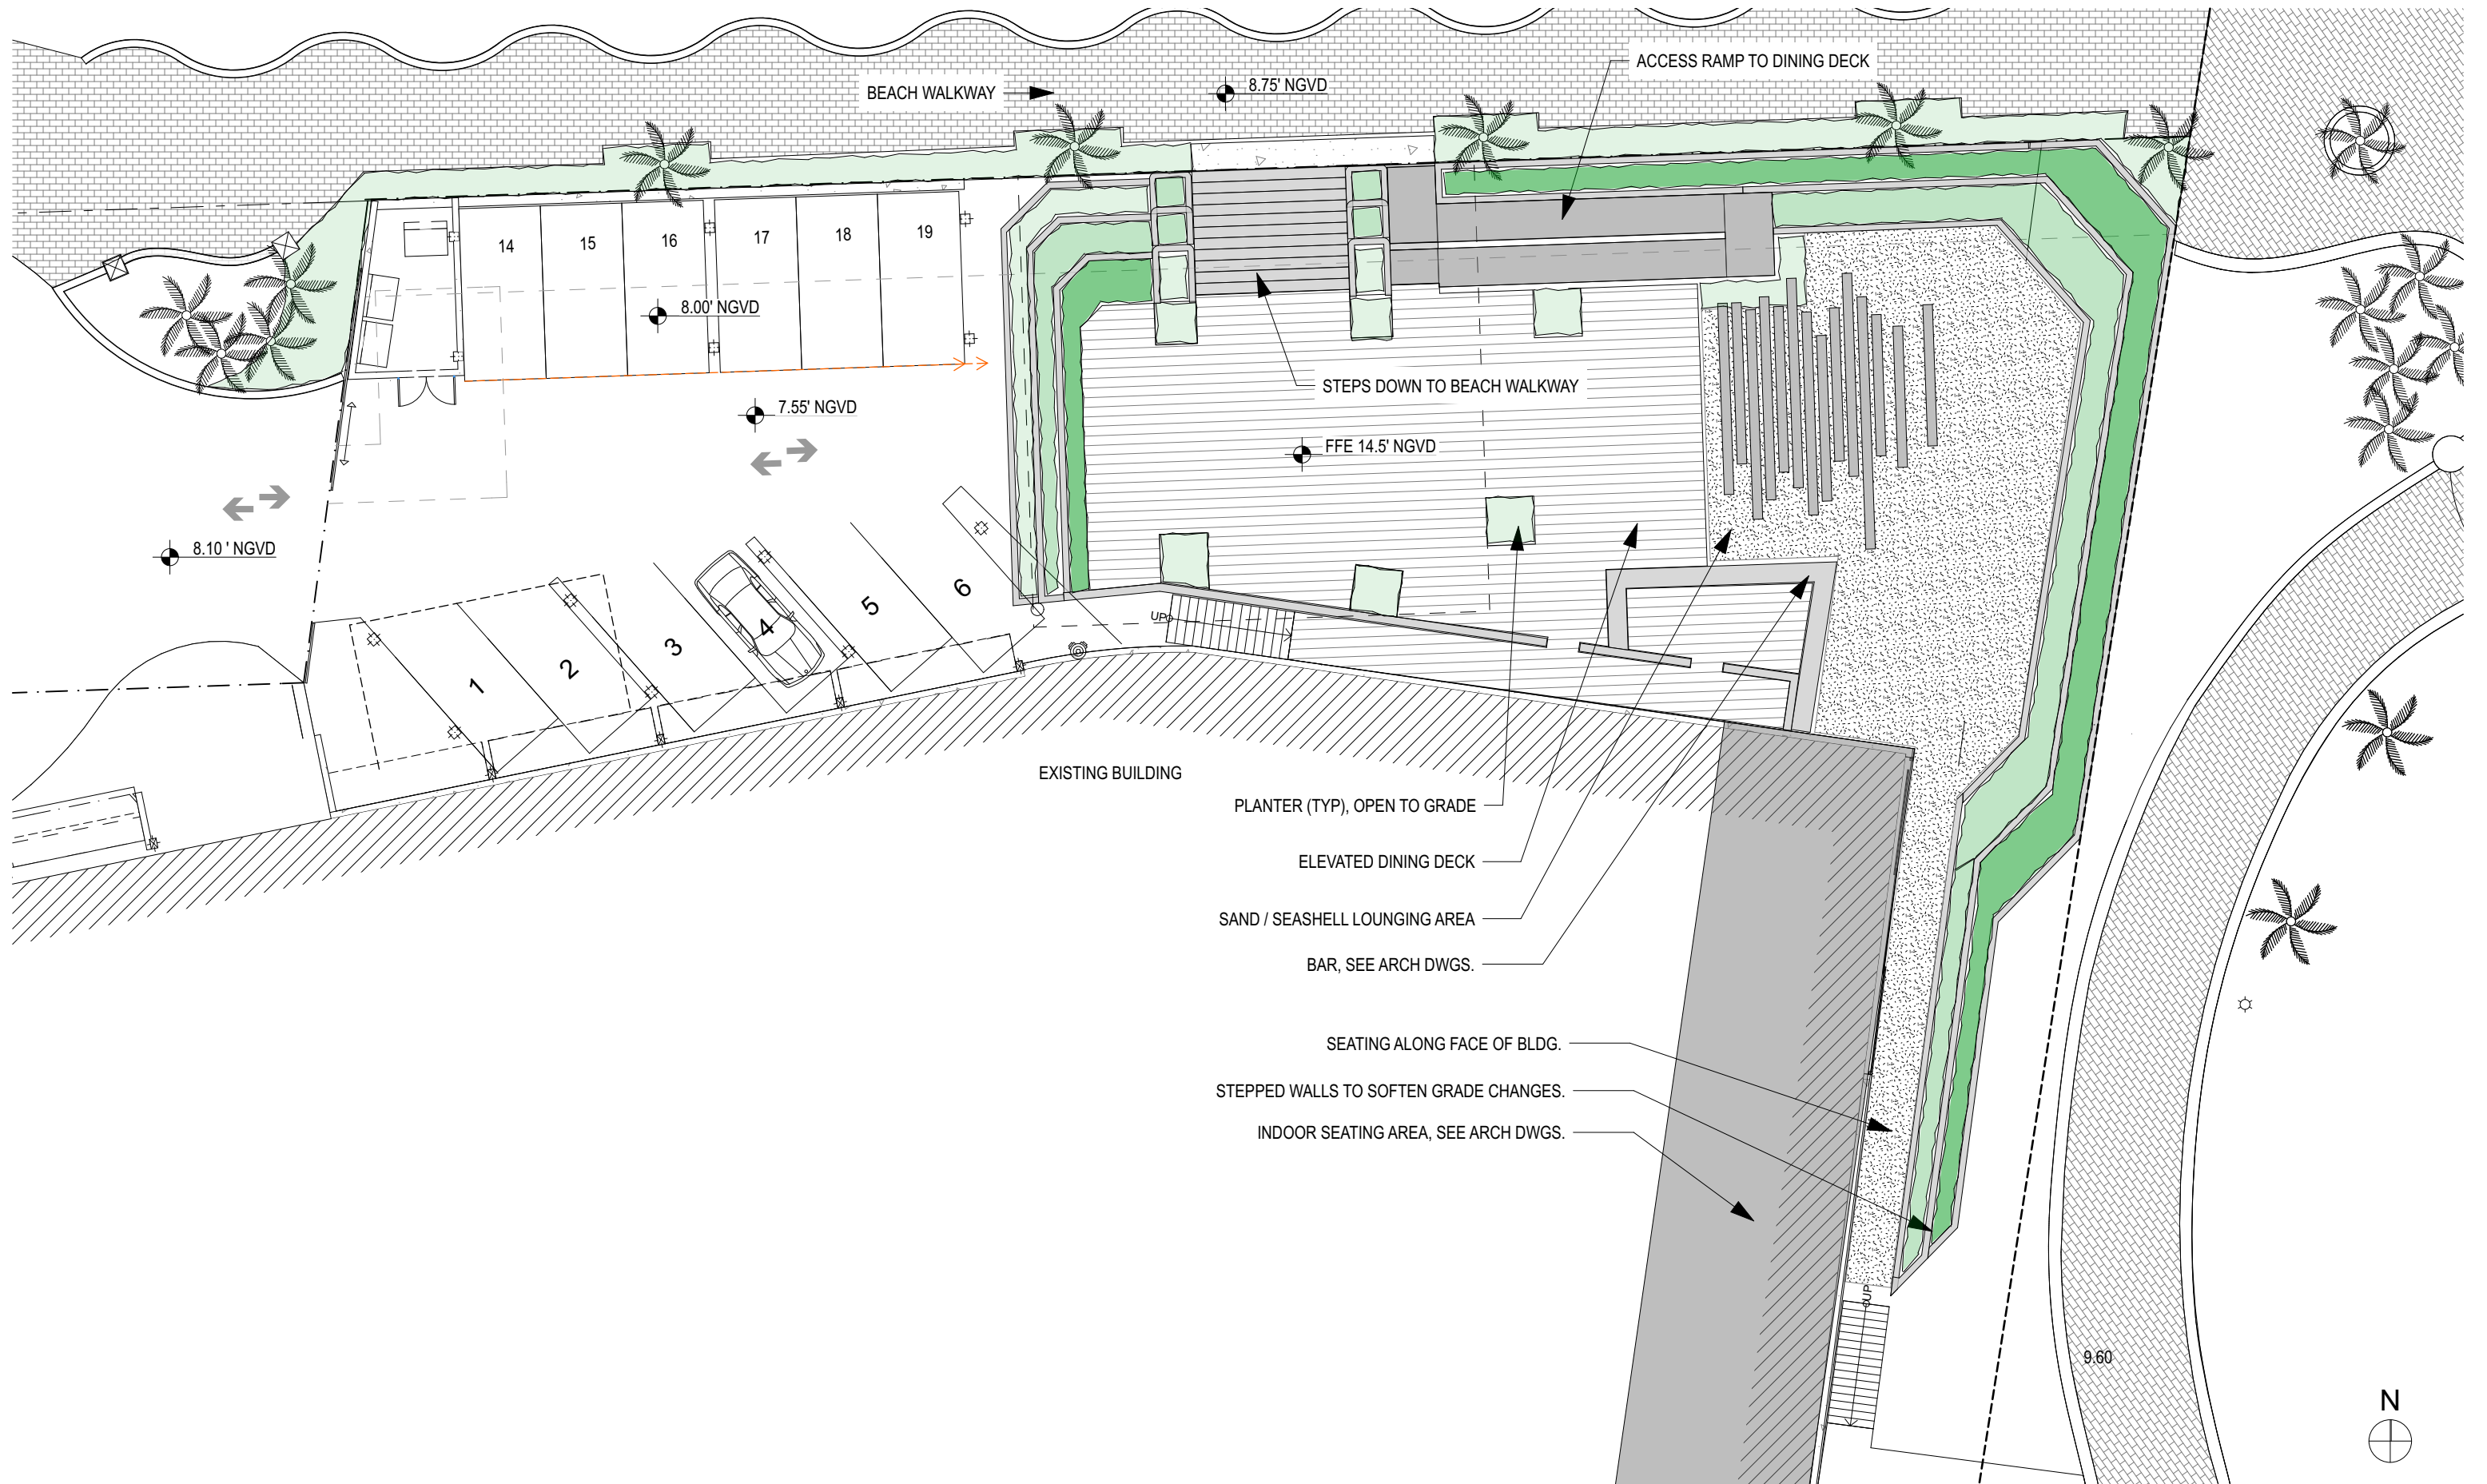 ACCESS RAMP TO DINING DECK
BEACH WALKWAY
8.75' NGVD
14
15
16
17
18
19
8.00' NGVD
STEPS DOWN TO BEACH WALKWAY
7.55' NGVD
FFE 14.5' NGVD
8.10 ' NGVD
1
2
3
4
5
6
UP
EXISTING BUILDING
PLANTER (TYP), OPEN TO GRADE
ELEVATED DINING DECK
SAND / SEASHELL LOUNGING AREA
BAR, SEE ARCH DWGS.
SEATING ALONG FACE OF BLDG.
STEPPED WALLS TO SOFTEN GRADE CHANGES.
INDOOR SEATING AREA, SEE ARCH DWGS.
UP
9.60
N